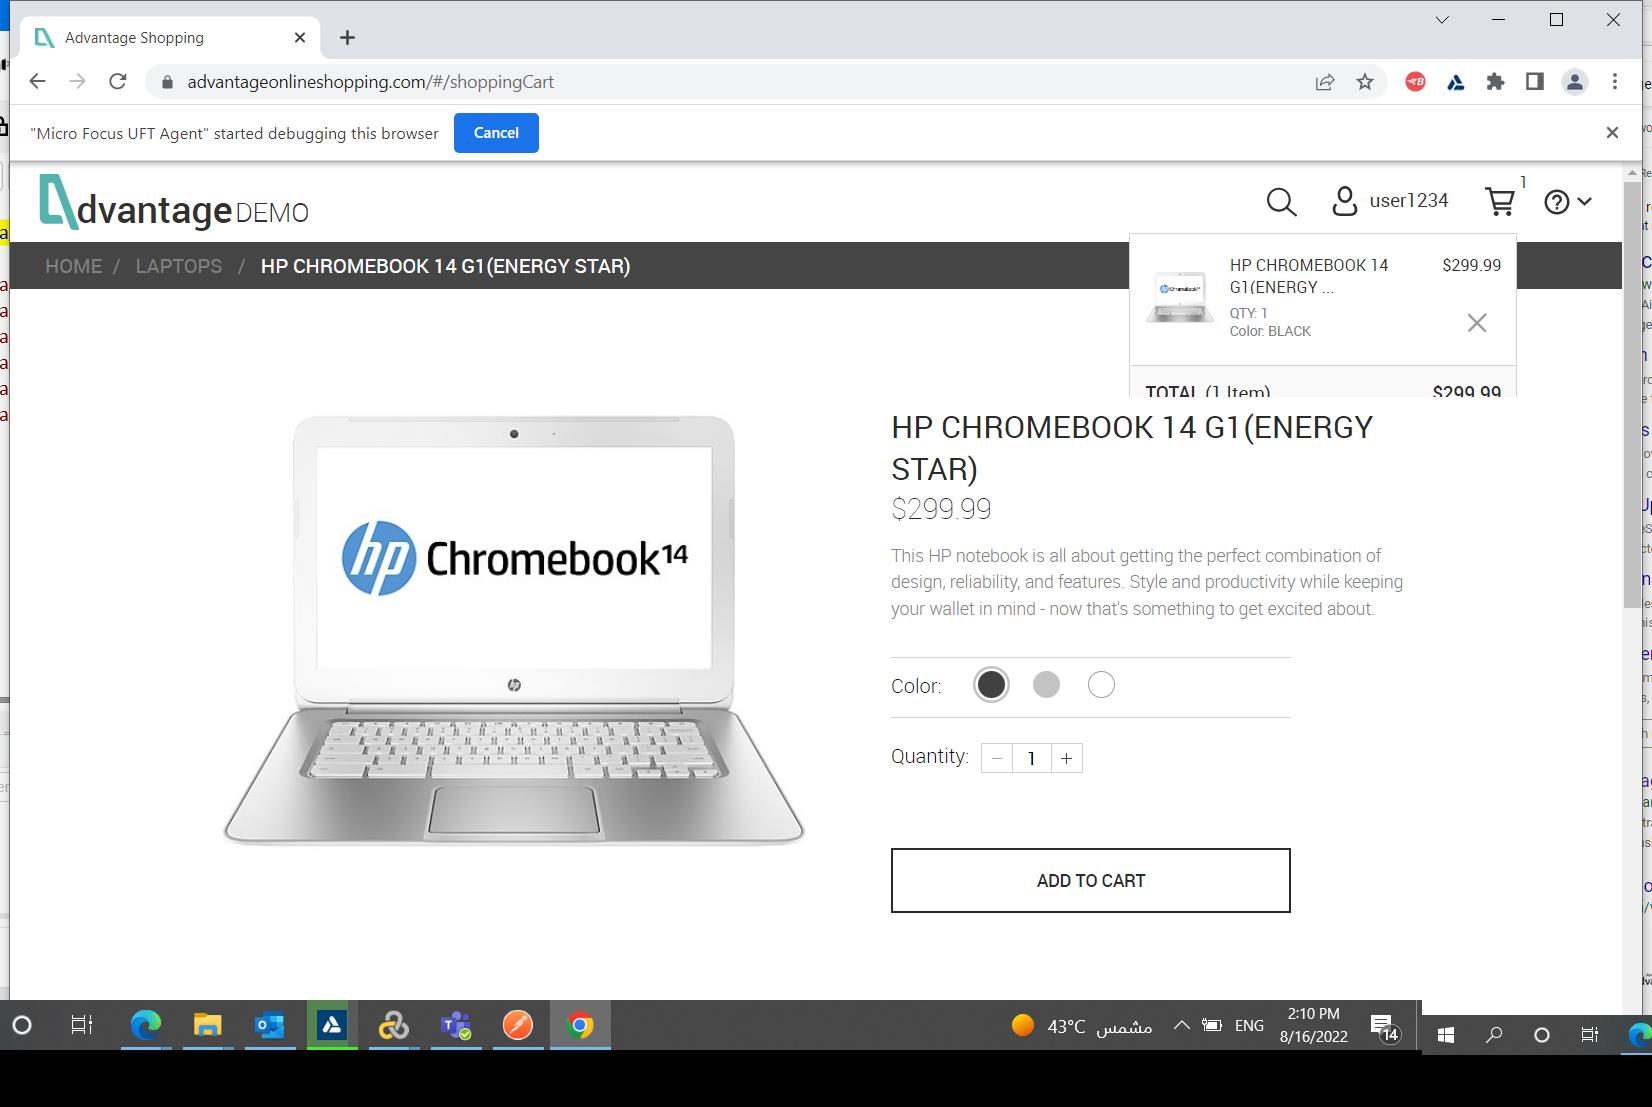 Advantage Shopping
advantageonlineshopping.com/#/shoppingCart
"Micro Focus UFT Agent" started debugging this browser
Cancel
dvantage DEMO
user1234
1
HOME / LAPTOPS / HP CHROMEBOOK 14 G1(ENERGY STAR)
HP CHROMEBOOK 14 $299.99
G1(ENERGY ...
QTY: 1
Color: BLACK
TOTAL (1 Item) $299.99
hp Chromebook14
hp
HP CHROMEBOOK 14 G1(ENERGY
STAR)
$299.99
This HP notebook is all about getting the perfect combination of
design, reliability, and features. Style and productivity while keeping
your wallet in mind - now that's something to get excited about.
Color:
Quantity: − 1 +
ADD TO CART
43°C مشمس
ENG
2:10 PM
8/16/2022
14